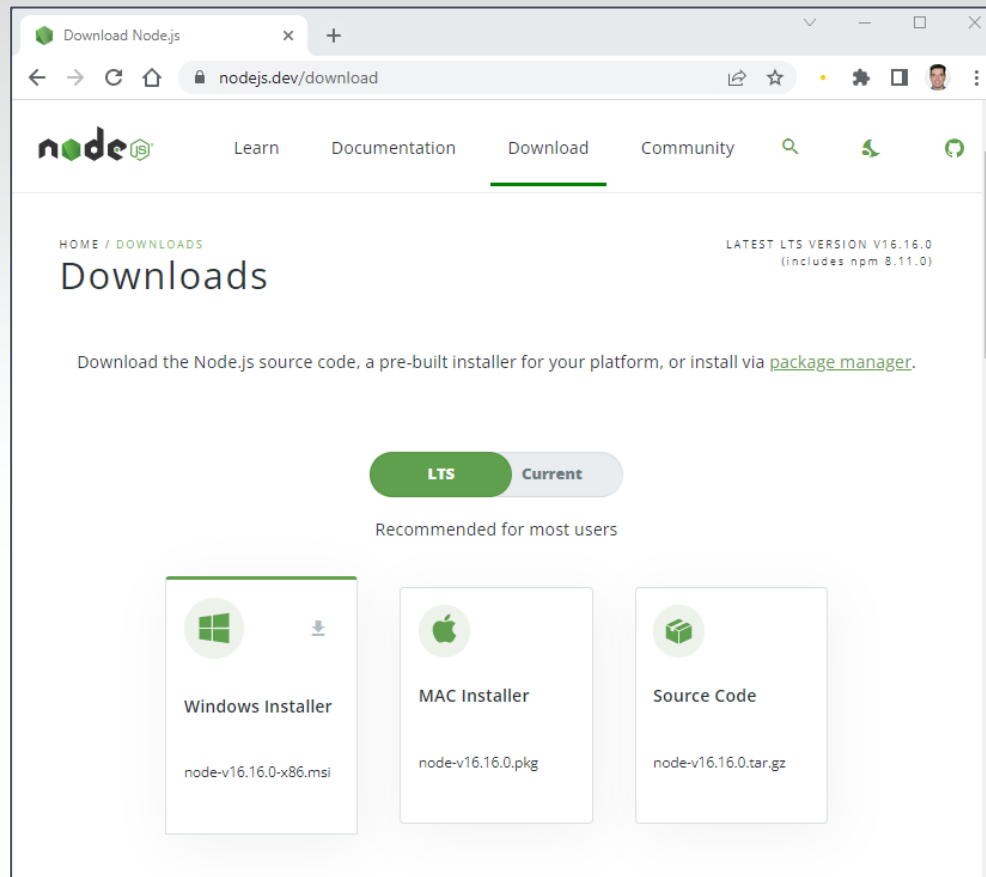 Download Node.js
nodejs.dev/download
node JS
Learn Documentation Download Community
HOME / DOWNLOADS
LATEST LTS VERSION V16.16.0
(includes npm 8.11.0)
Downloads
Download the Node.js source code, a pre-built installer for your platform, or install via package manager.
LTS Current
Recommended for most users
Windows Installer
node-v16.16.0-x86.msi
MAC Installer
node-v16.16.0.pkg
Source Code
node-v16.16.0.tar.gz